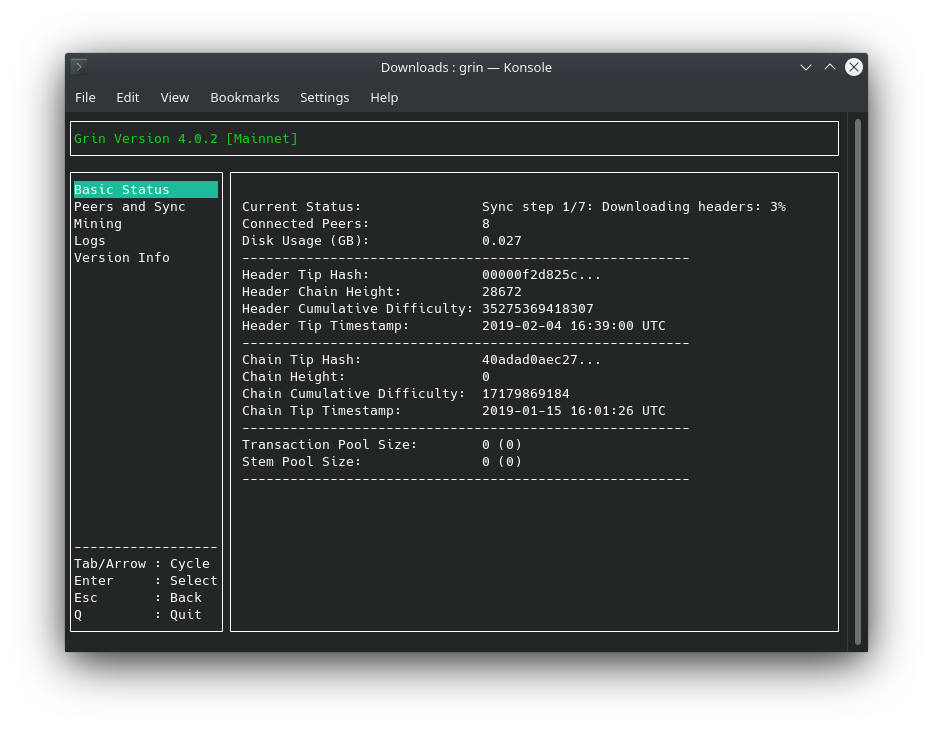 Downloads : grin — Konsole
File Edit View Bookmarks Settings Help
Grin Version 4.0.2 [Mainnet]
Basic Status
Peers and Sync
Mining
Logs
Version Info
------------------
Tab/Arrow : Cycle
Enter     : Select
Esc       : Back
Q         : Quit
Current Status:               Sync step 1/7: Downloading headers: 3%
Connected Peers:              8
Disk Usage (GB):              0.027
--------------------------------------------------------
Header Tip Hash:              00000f2d825c...
Header Chain Height:          28672
Header Cumulative Difficulty: 35275369418307
Header Tip Timestamp:         2019-02-04 16:39:00 UTC
--------------------------------------------------------
Chain Tip Hash:               40adad0aec27...
Chain Height:                 0
Chain Cumulative Difficulty:  17179869184
Chain Tip Timestamp:          2019-01-15 16:01:26 UTC
--------------------------------------------------------
Transaction Pool Size:        0 (0)
Stem Pool Size:               0 (0)
--------------------------------------------------------